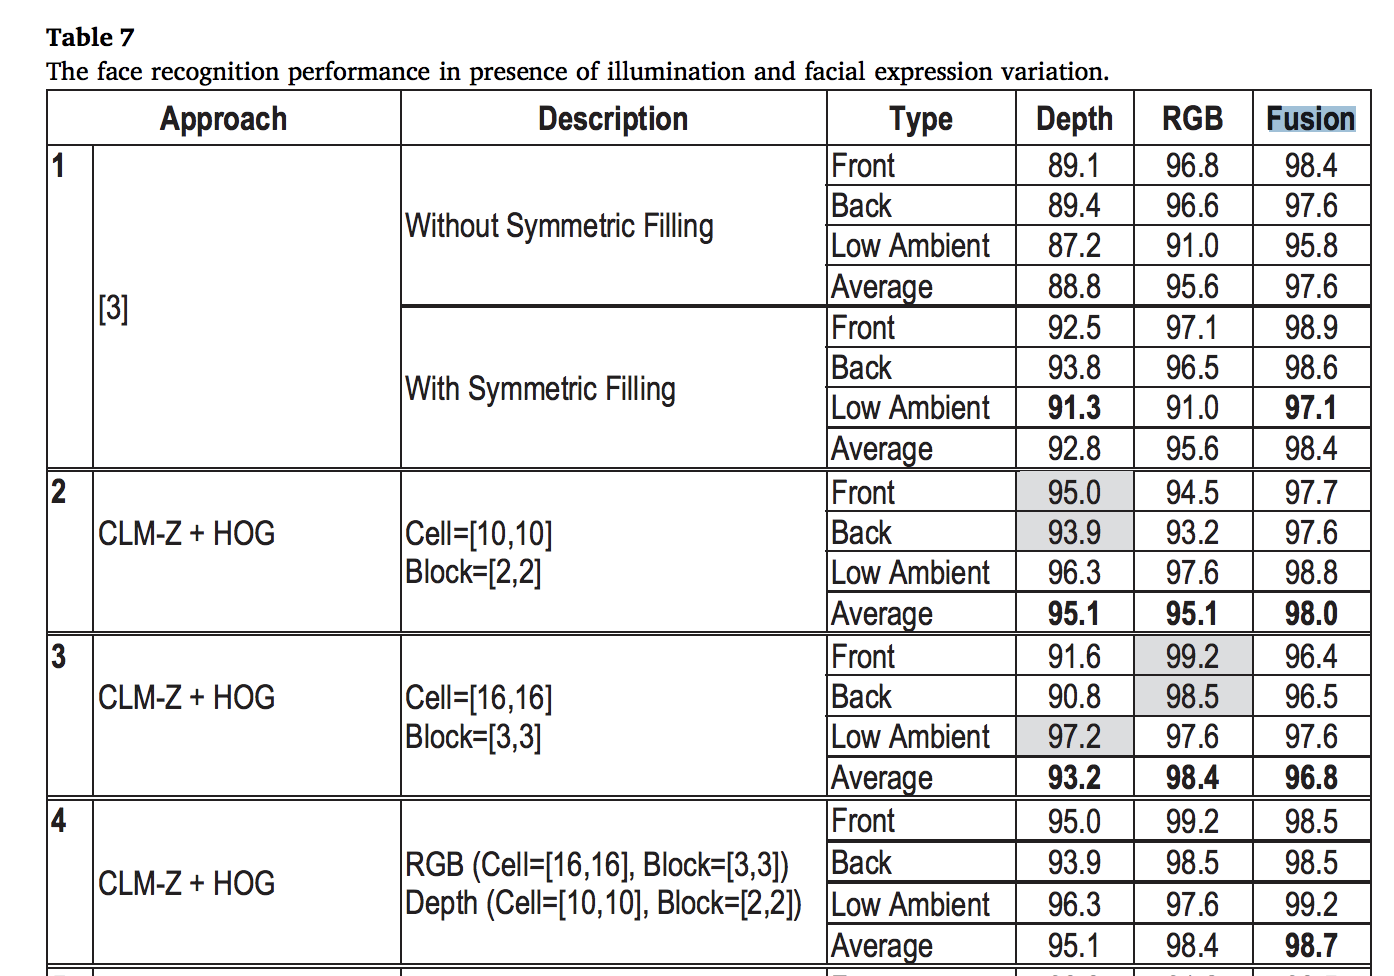 Table 7
The face recognition performance in presence of illumination and facial expression variation.
Approach Description Type Depth RGB Fusion
1 [3] Without Symmetric Filling Front 89.1 96.8 98.4
Back 89.4 96.6 97.6
Low Ambient 87.2 91.0 95.8
Average 88.8 95.6 97.6
With Symmetric Filling Front 92.5 97.1 98.9
Back 93.8 96.5 98.6
Low Ambient 91.3 91.0 97.1
Average 92.8 95.6 98.4
2 CLM-Z + HOG Cell=[10,10] Block=[2,2] Front 95.0 94.5 97.7
Back 93.9 93.2 97.6
Low Ambient 96.3 97.6 98.8
Average 95.1 95.1 98.0
3 CLM-Z + HOG Cell=[16,16] Block=[3,3] Front 91.6 99.2 96.4
Back 90.8 98.5 96.5
Low Ambient 97.2 97.6 97.6
Average 93.2 98.4 96.8
4 CLM-Z + HOG RGB (Cell=[16,16], Block=[3,3]) Depth (Cell=[10,10], Block=[2,2]) Front 95.0 99.2 98.5
Back 93.9 98.5 98.5
Low Ambient 96.3 97.6 99.2
Average 95.1 98.4 98.7